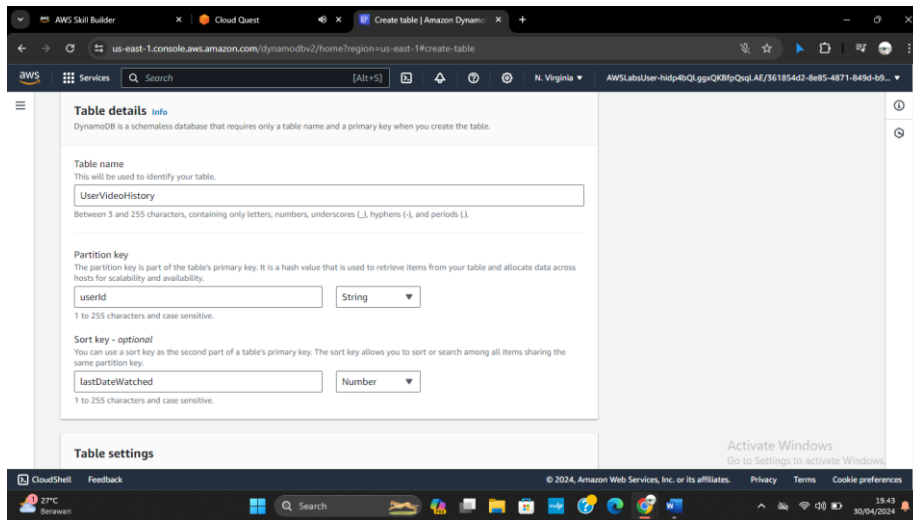 AWS Skill Builder
Cloud Quest
Create table | Amazon Dynamo
us-east-1.console.aws.amazon.com/dynamodbv2/home?region=us-east-1#create-table
aws
Services
Search
[Alt+S]
N. Virginia
Table details Info
DynamoDB is a schemaless database that requires only a table name and a primary key when you create the table.
Table name
This will be used to identify your table.
UserVideoHistory
Between 3 and 255 characters, containing only letters, numbers, underscores (_), hyphens (-), and periods (.).
Partition key
The partition key is part of the table's primary key. It is a hash value that is used to retrieve items from your table and allocate data across
hosts for scalability and availability.
userId
String
1 to 255 characters and case sensitive.
Sort key - optional
You can use a sort key as the second part of a table's primary key. The sort key allows you to sort or search among all items sharing the
same partition key.
lastDateWatched
Number
1 to 255 characters and case sensitive.
Table settings
Activate Windows
Go to Settings to activate Windows.
CloudShell
Feedback
© 2024, Amazon Web Services, Inc. or its affiliates.
Privacy
Terms
Cookie preferences
1
27°C
Berawan
Search
19.43
30/04/2024